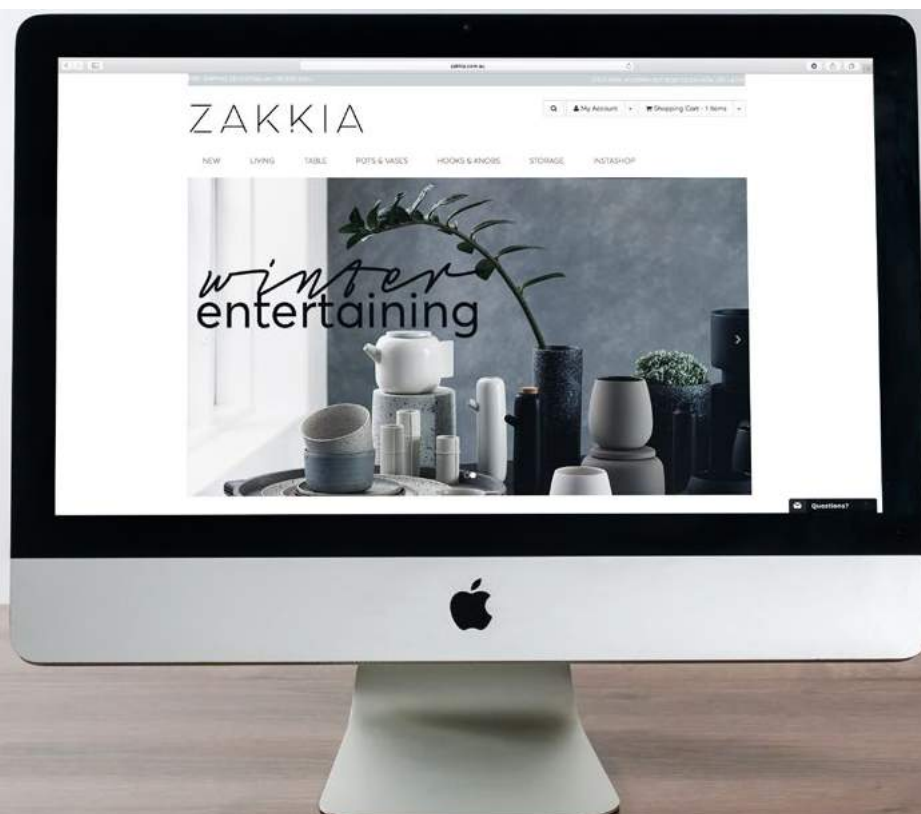 zakkia.com.au
ZAKKIA
My Account
Shopping Cart - 1 items
NEW LIVING TABLE POTS & VASES HOOKS & KNOBS STORAGE INSTASHOP
winter
entertaining
Questions?